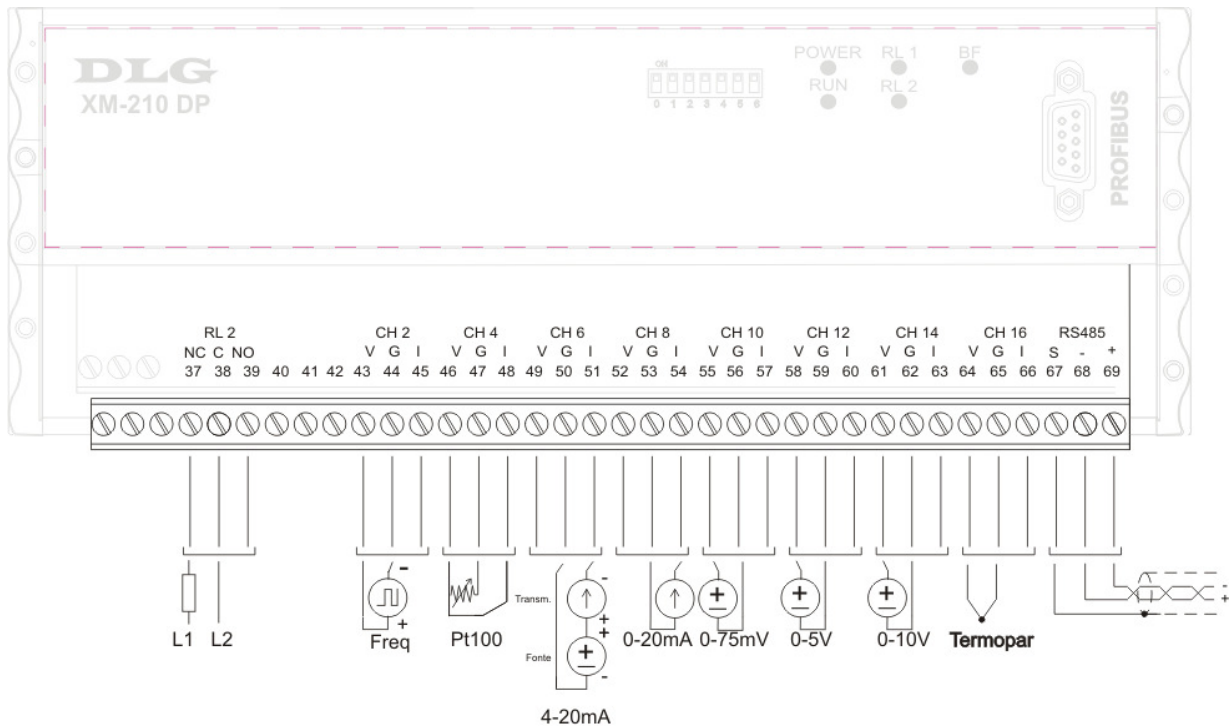 DLG
XM-210 DP
ON
0 1 2 3 4 5 6
POWER RL 1 BF
RUN RL 2
PROFIBUS
RL 2 CH 2 CH 4 CH 6 CH 8 CH 10 CH 12 CH 14 CH 16 RS485
NC C NO V G I V G I V G I V G I V G I V G I V G I V G I S - +
37 38 39 40 41 42 43 44 45 46 47 48 49 50 51 52 53 54 55 56 57 58 59 60 61 62 63 64 65 66 67 68 69
L1 L2
- +
Freq
Pt100
Transm.
- +
Fonte
+ -
4-20mA
0-20mA
0-75mV
0-5V
0-10V
Termopar
-
+